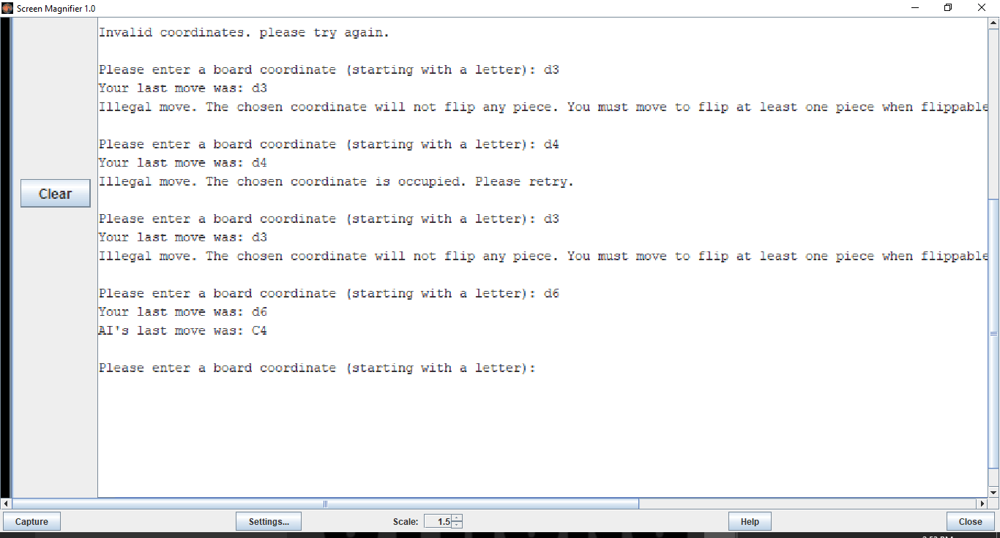 Screen Magnifier 1.0
Invalid coordinates. please try again.
Please enter a board coordinate (starting with a letter): d3
Your last move was: d3
Illegal move. The chosen coordinate will not flip any piece. You must move to flip at least one piece when flippable
Please enter a board coordinate (starting with a letter): d4
Your last move was: d4
Illegal move. The chosen coordinate is occupied. Please retry.
Clear
Please enter a board coordinate (starting with a letter): d3
Your last move was: d3
Illegal move. The chosen coordinate will not flip any piece. You must move to flip at least one piece when flippable
Please enter a board coordinate (starting with a letter): d6
Your last move was: d6
AI's last move was: C4
Please enter a board coordinate (starting with a letter):
Capture Settings... Scale: 1.5 Help Close